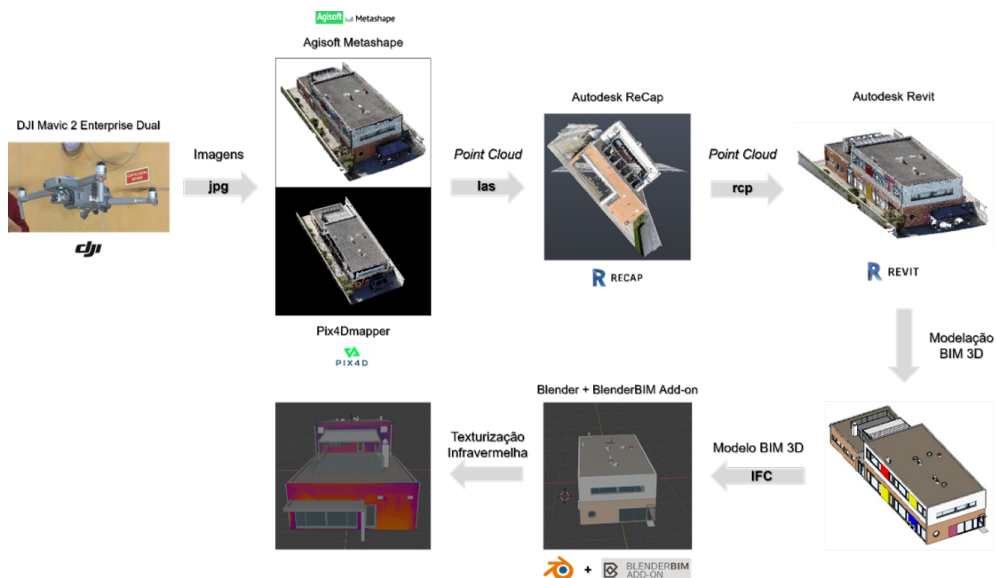 Agisoft Metashape
Agisoft Metashape
DJI Mavic 2 Enterprise Dual
dji
Imagens
jpg
Pix4Dmapper
PIX4D
Point Cloud
las
Autodesk ReCap
R RECAP
Point Cloud
rcp
Autodesk Revit
R REVIT
Modelação
BIM 3D
Modelo BIM 3D
IFC
Blender + BlenderBIM Add-on
+
BLENDERBIM
ADD-ON
Texturização
Infravermelha